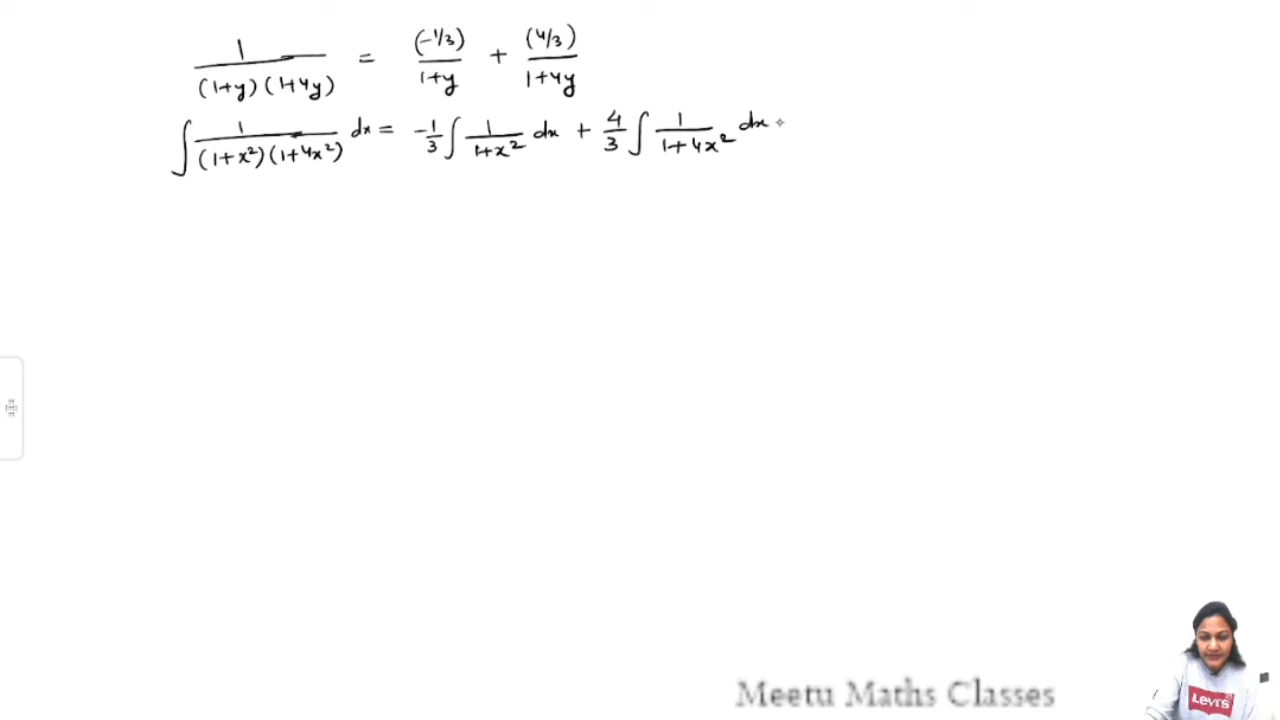 1/((1+y)(1+4y)) = (-1/3)/(1+y) + (4/3)/(1+4y)
∫ 1/((1+x²)(1+4x²)) dx = -1/3 ∫ 1/(1+x²) dx + 4/3 ∫ 1/(1+4x²) dx
Meetu Maths Classes
Levi's